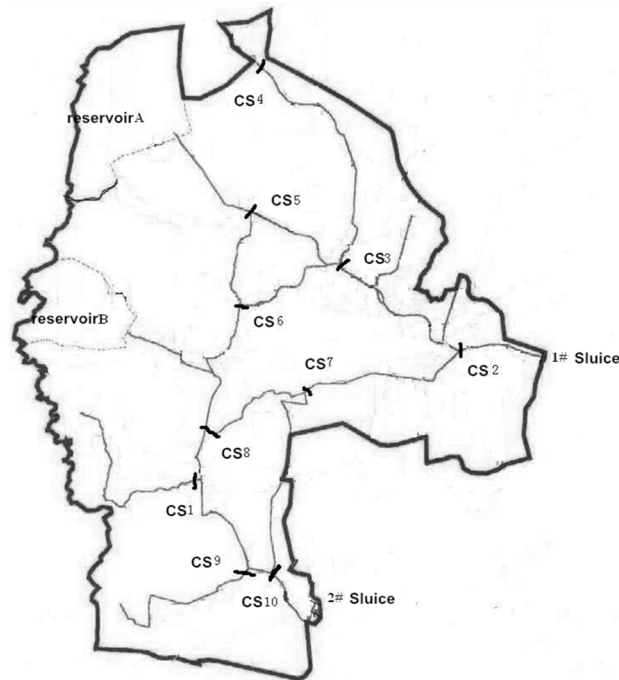 CS4
reservoirA
CS5
CS3
CS6
reservoirB
CS7
CS2
1# Sluice
CS8
CS1
CS9
CS10
2# Sluice